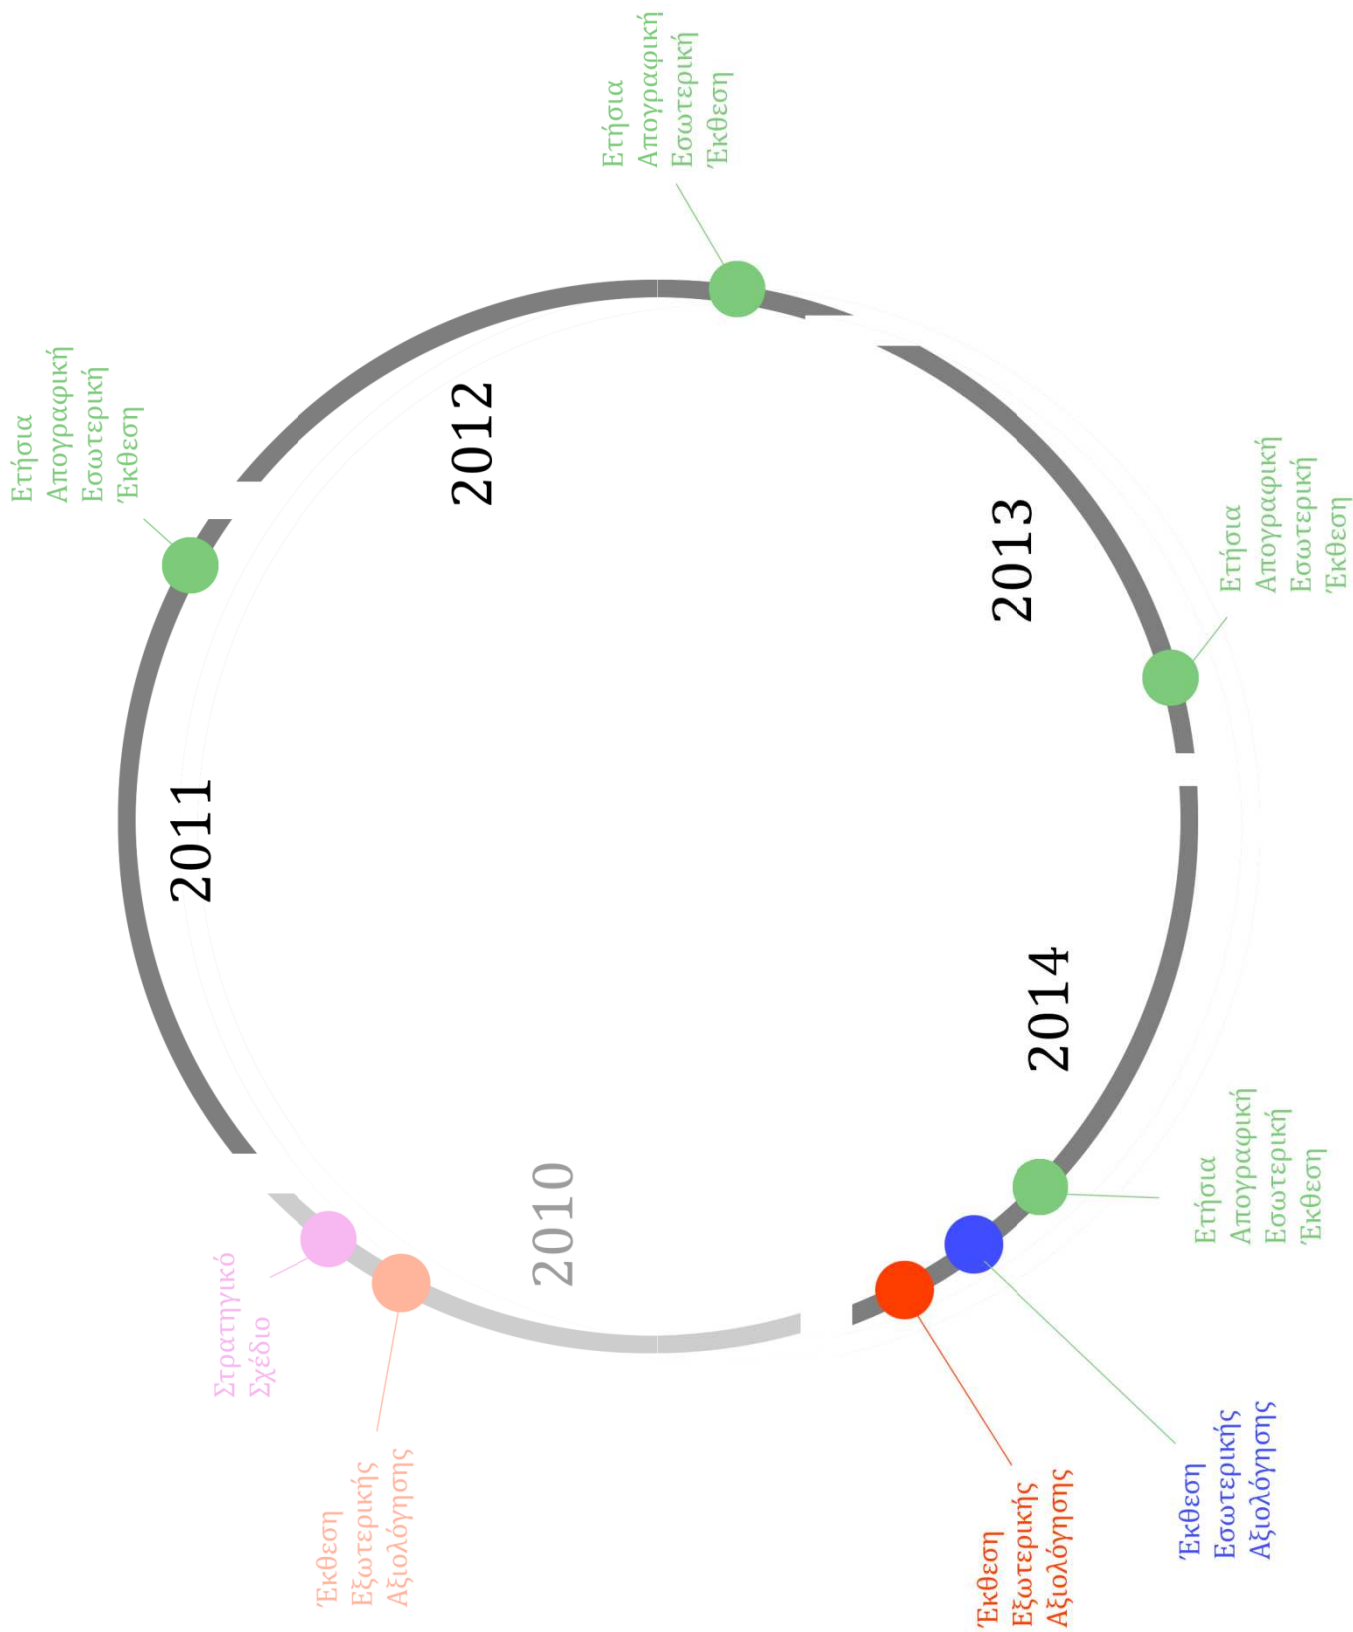 2010
Έκθεση
Εξωτερικής
Αξιολόγησης
Στρατηγικό
Σχέδιο
2011
Ετήσια
Απογραφική
Εσωτερική
Έκθεση
2012
Ετήσια
Απογραφική
Εσωτερική
Έκθεση
2013
Ετήσια
Απογραφική
Εσωτερική
Έκθεση
2014
Ετήσια
Απογραφική
Εσωτερική
Έκθεση
Έκθεση
Εσωτερικής
Αξιολόγησης
Έκθεση
Εξωτερικής
Αξιολόγησης